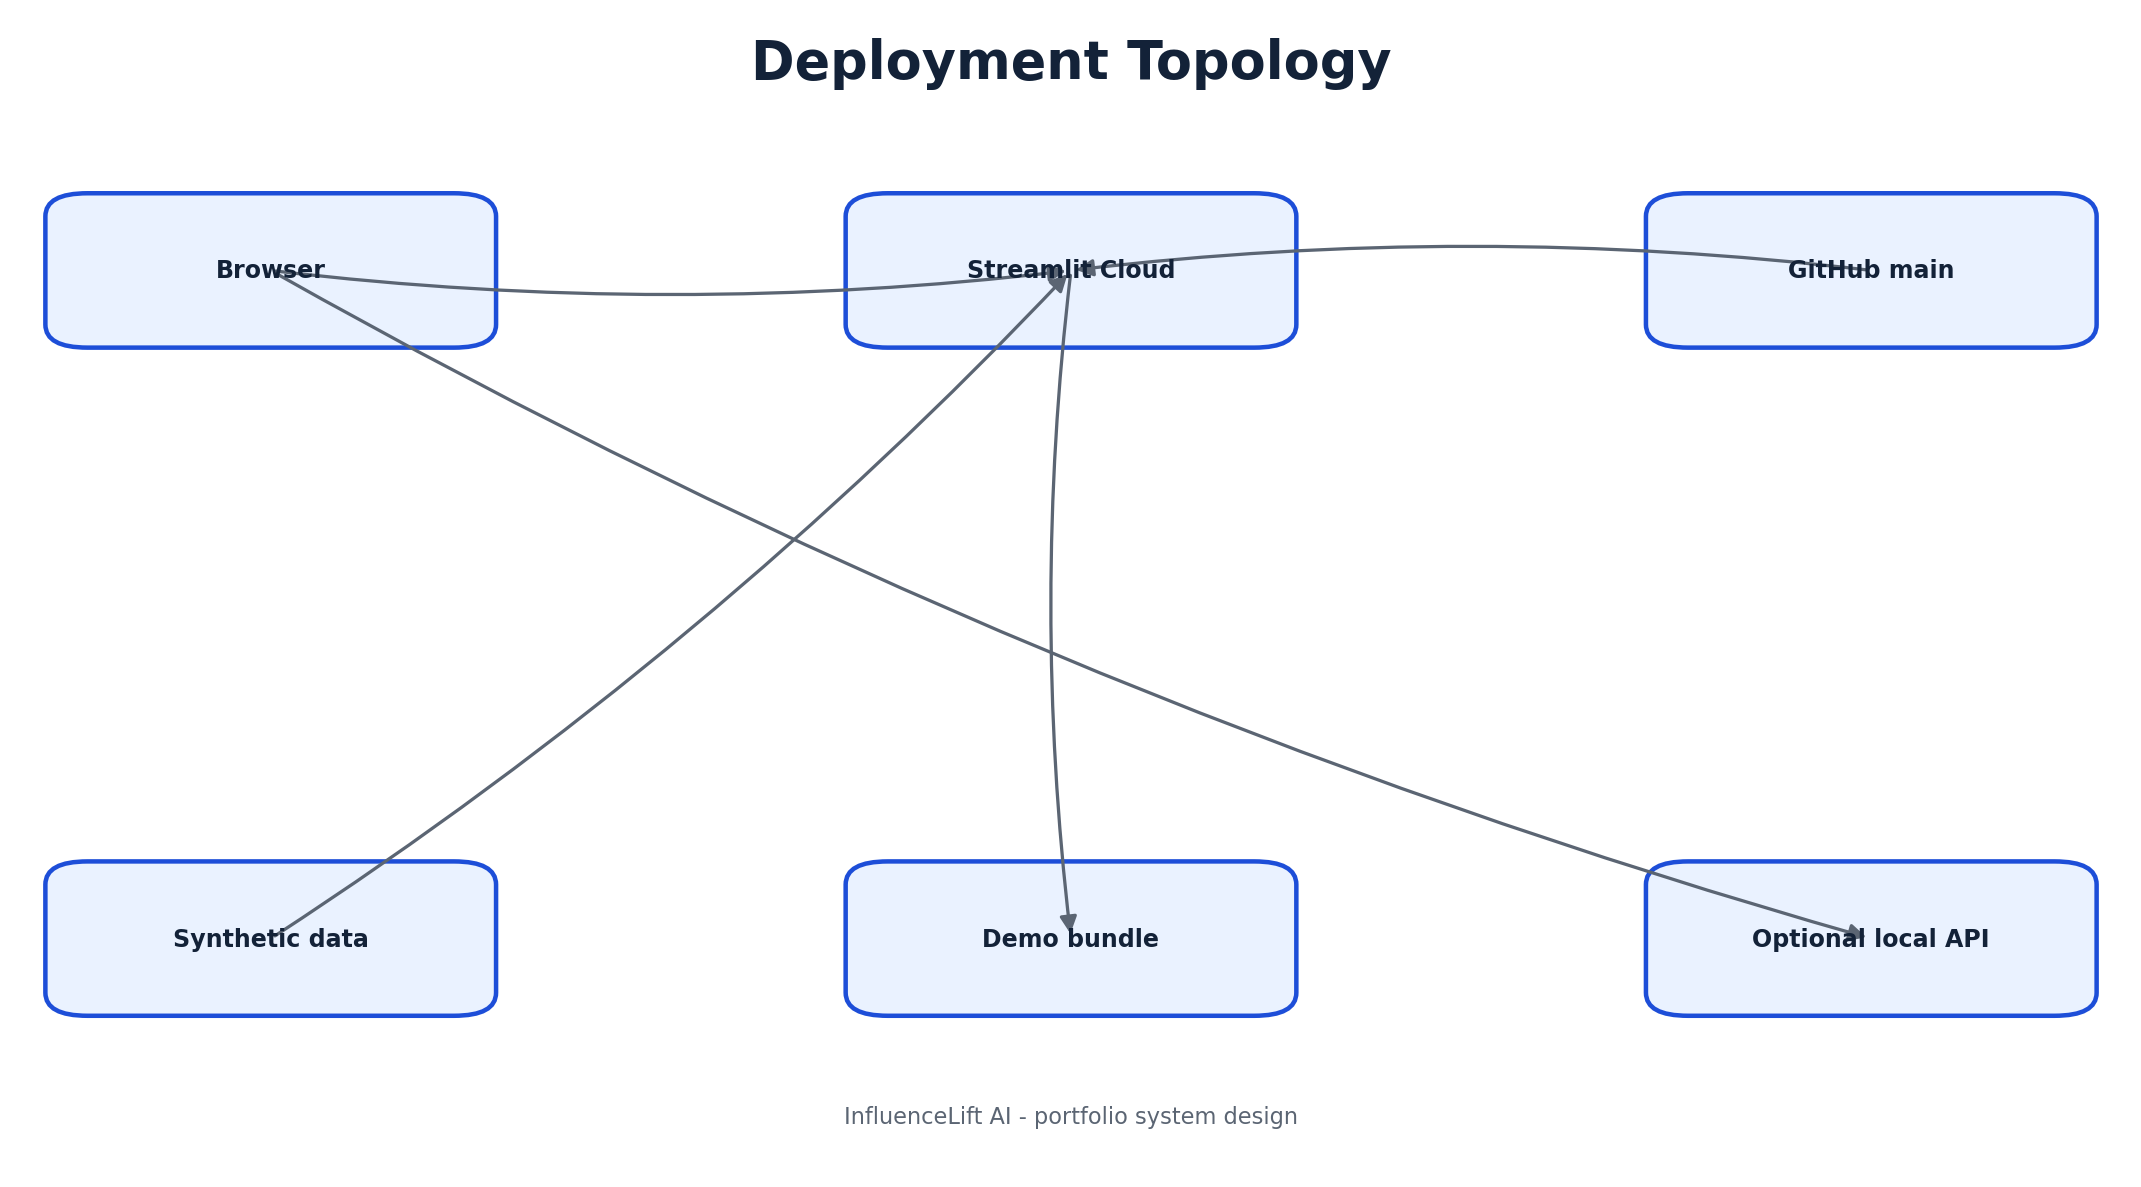 Deployment Topology
Browser
Streamlit Cloud
GitHub main
Synthetic data
Demo bundle
Optional local API
InfluenceLift AI - portfolio system design